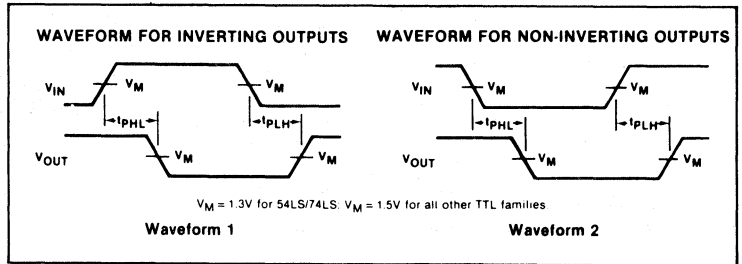 WAVEFORM FOR INVERTING OUTPUTS
VIN
VM
VM
tPHL
tPLH
VOUT
VM
VM
WAVEFORM FOR NON-INVERTING OUTPUTS
VIN
VM
VM
tPHL
tPLH
VOUT
VM
VM
VM = 1.3V for 54LS/74LS; VM = 1.5V for all other TTL families.
Waveform 1
Waveform 2